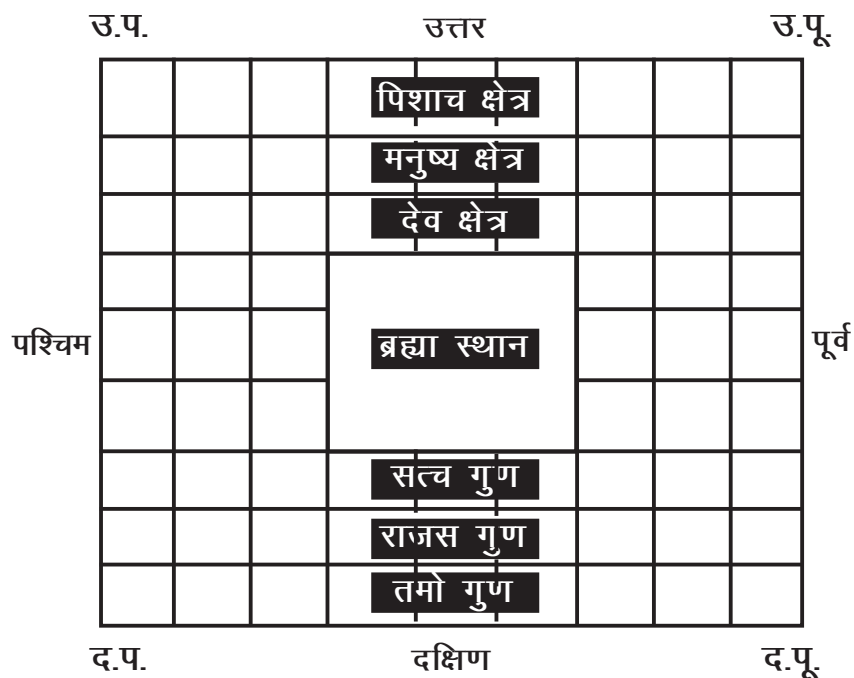 उ.प. उत्तर उ.पू.
पिशाच क्षेत्र
मनुष्य क्षेत्र
देव क्षेत्र
पश्चिम ब्रह्मा स्थान पूर्व
सत्च गुण
राजस गुण
तमो गुण
द.प. दक्षिण द.पू.